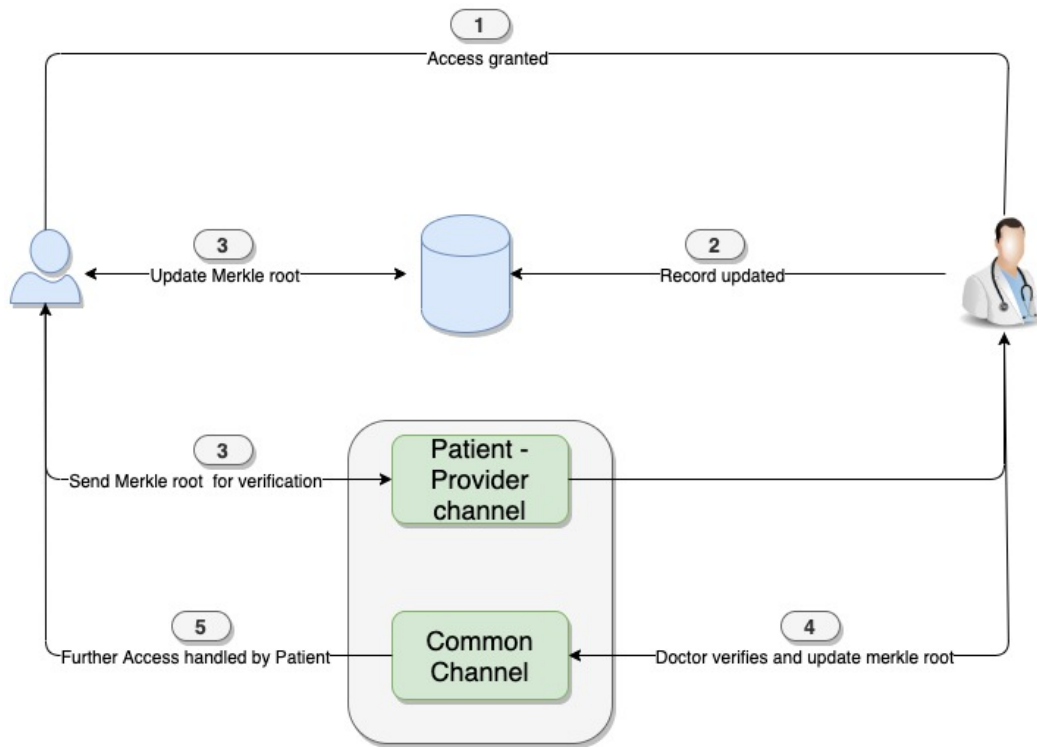 1
Access granted
3
Update Merkle root
2
Record updated
3
Send Merkle root for verification
Patient -
Provider
channel
5
Further Access handled by Patient
Common
Channel
4
Doctor verifies and update merkle root